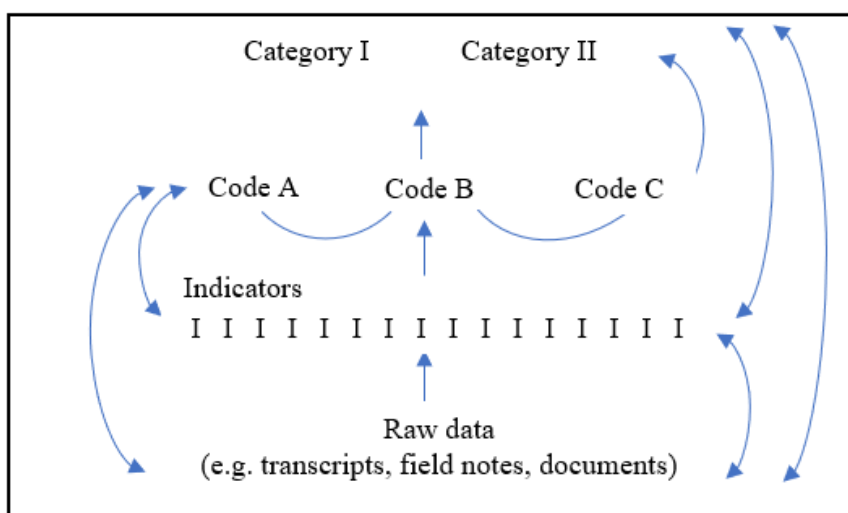 Category I Category II
Code A Code B Code C
Indicators
I I I I I I I I I I I I I I I I
Raw data
(e.g. transcripts, field notes, documents)